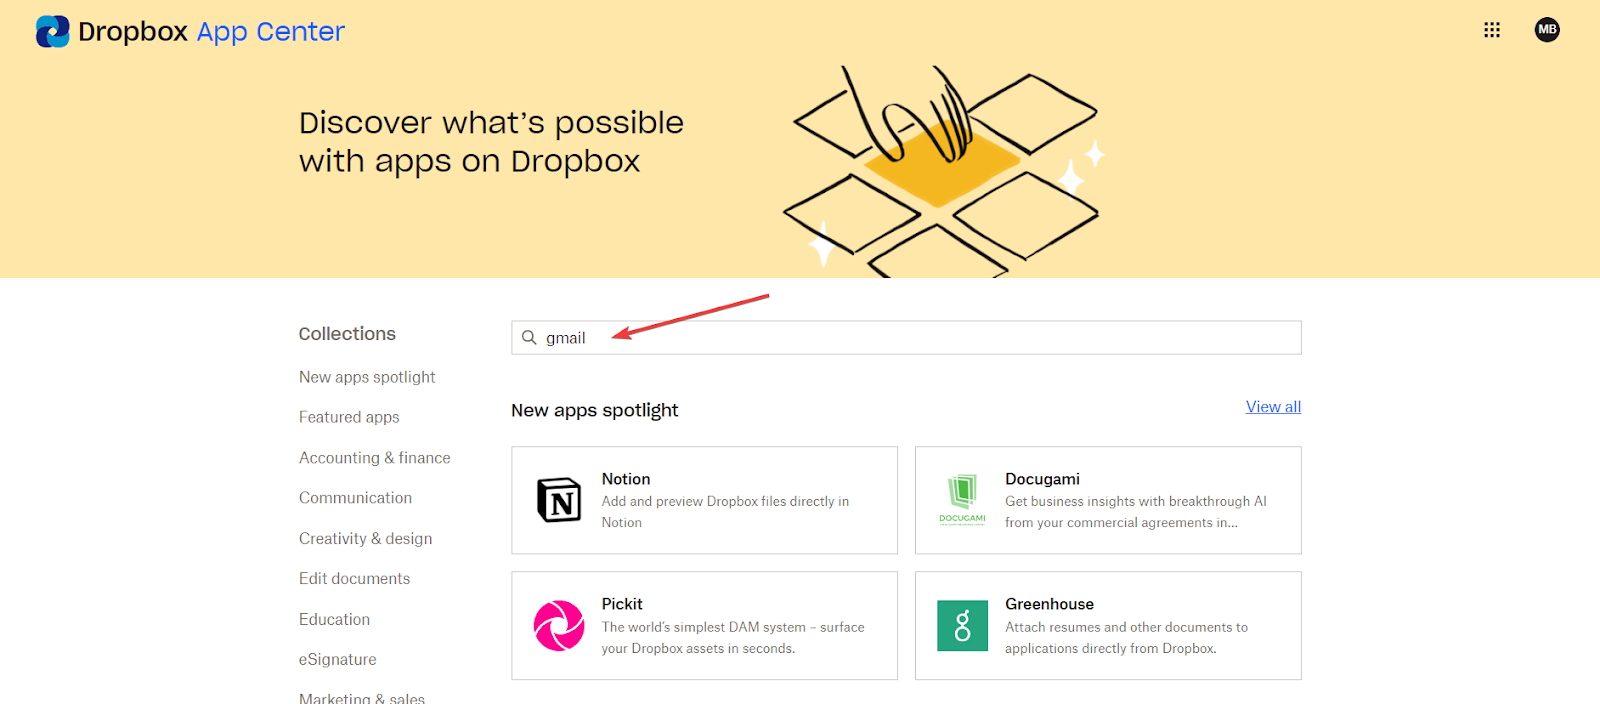 Dropbox App Center
MB
Discover what's possible
with apps on Dropbox
Collections
New apps spotlight
Featured apps
Accounting & finance
Communication
Creativity & design
Edit documents
Education
eSignature
Marketing & sales
gmail
New apps spotlight
View all
N
Notion
Add and preview Dropbox files directly in
Notion
DOCUGAMI
Docugami
Get business insights with breakthrough AI
from your commercial agreements in...
Pickit
The world's simplest DAM system – surface
your Dropbox assets in seconds.
Greenhouse
Attach resumes and other documents to
applications directly from Dropbox.